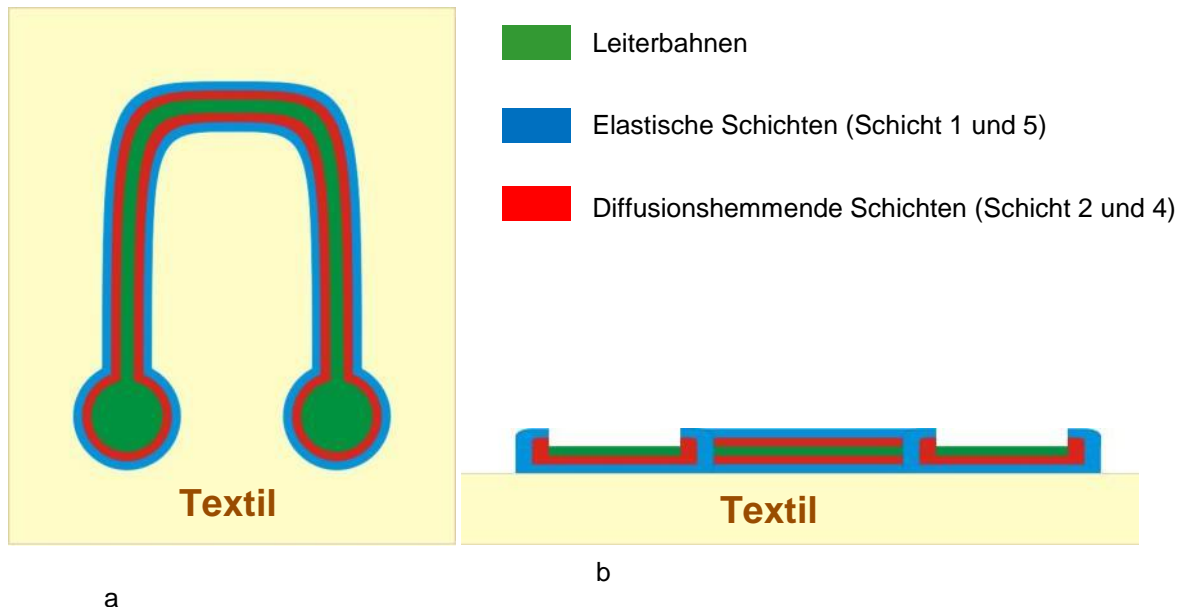 Leiterbahnen
Elastische Schichten (Schicht 1 und 5)
Diffusionshemmende Schichten (Schicht 2 und 4)
Textil
Textil
a
b